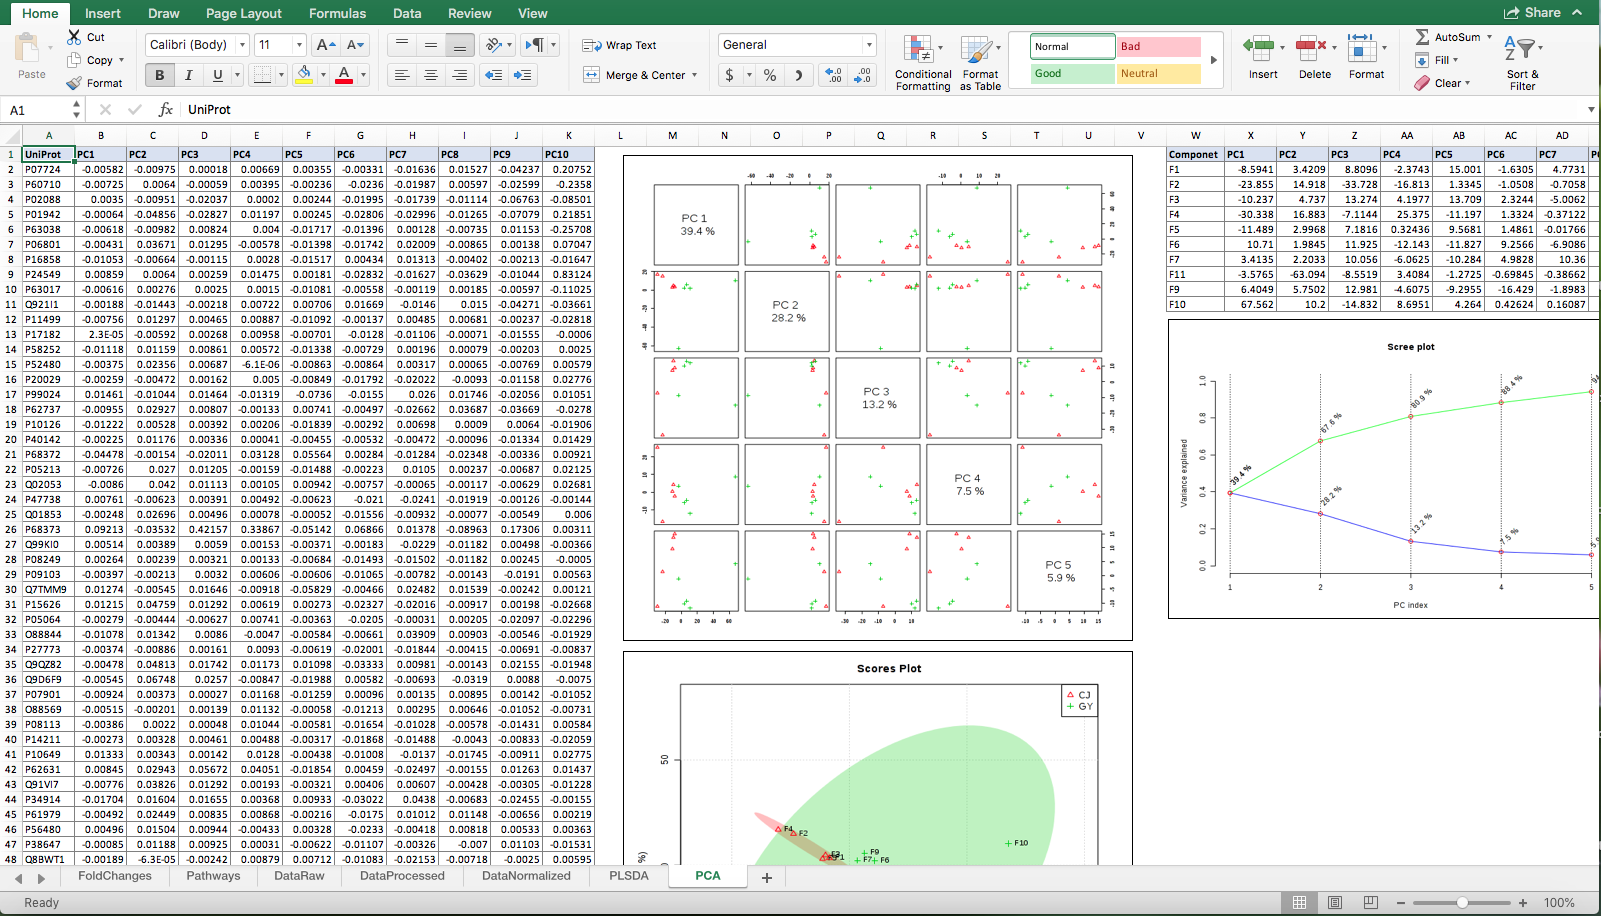 Home Insert Draw Page Layout Formulas Data Review View Share
Paste Cut Copy Format
Calibri (Body) 11 A A
B I U A
Wrap Text
Merge & Center
General
$ %
Conditional Formatting
Format as Table
Normal Bad
Good Neutral
Insert Delete Format
AutoSum
Fill
Clear
Sort & Filter
A1 fx UniProt
A B C D E F G H I J K L M N O P Q R S T U V W X Y Z AA AB AC AD
1 UniProt PC1 PC2 PC3 PC4 PC5 PC6 PC7 PC8 PC9 PC10
2 P07724 -0.00582 -0.00975 0.00018 0.00669 0.00355 -0.00331 -0.01636 0.01527 -0.04237 0.20752
3 P60710 -0.00725 0.0064 -0.00059 0.00395 -0.00236 -0.0236 -0.01987 0.00597 -0.02599 -0.2358
4 P02088 0.0035 -0.00951 -0.02037 0.0002 0.00244 -0.01995 -0.01739 -0.01114 -0.06763 -0.08501
5 P01942 -0.00064 -0.04856 -0.02827 0.01197 0.00245 -0.02806 -0.02996 -0.01265 -0.07079 0.21851
6 P63038 -0.00618 -0.00982 0.00824 0.004 -0.01717 -0.01396 0.00128 -0.00735 0.01153 -0.25708
7 P06801 -0.00431 0.03671 0.01295 -0.00578 -0.01398 -0.01742 0.02009 -0.00865 0.00138 0.07047
8 P16858 -0.01053 -0.00664 -0.00115 0.0028 -0.01517 0.00434 0.01313 -0.00402 -0.00213 -0.01647
9 P24549 0.00859 0.0064 -0.00259 0.01475 0.00181 -0.02832 -0.01627 -0.03629 -0.01044 0.83124
10 P63017 -0.00616 0.00276 0.0025 0.0015 -0.01081 -0.00558 -0.00119 0.00185 -0.00597 -0.11025
11 Q921I1 -0.00188 -0.01443 -0.00218 0.00722 0.00706 0.01669 -0.0146 0.015 -0.04271 -0.03661
12 P11499 -0.00756 0.01297 0.00465 0.00887 -0.01092 -0.00137 0.00485 0.00681 -0.00237 -0.02818
13 P17182 2.3E-05 -0.00592 0.00268 0.00958 -0.00701 -0.0128 -0.01106 -0.00071 -0.01555 -0.0006
14 P58252 -0.01118 0.01159 0.00861 0.00572 -0.01338 -0.00729 0.00196 0.00079 -0.00203 0.0025
15 P52480 -0.00375 0.02356 0.00687 -6.1E-06 -0.00863 -0.00864 0.00317 0.00065 -0.00769 0.00579
16 P20029 -0.00259 -0.00472 0.00162 0.005 -0.00849 -0.01792 -0.02022 -0.0093 -0.01158 0.02776
17 P99024 0.01461 -0.01044 0.01464 -0.01319 -0.0736 -0.0155 0.026 0.01746 -0.02056 0.01051
18 P62737 -0.00955 0.02927 0.00807 -0.00133 0.00741 -0.00497 -0.02662 0.03687 -0.03669 -0.0278
19 P10126 -0.01222 0.00528 0.00392 0.00206 -0.01839 -0.00292 0.00698 0.0009 0.0064 -0.01906
20 P40142 -0.00225 0.01176 0.00336 0.00041 -0.00455 -0.00532 -0.00472 -0.00096 -0.01334 0.01429
21 P68372 -0.04478 -0.00154 -0.02011 0.03128 0.05564 0.00284 -0.01284 -0.02348 -0.00336 0.00921
22 P05213 -0.00726 0.027 0.01205 -0.00159 -0.01488 -0.00223 0.0105 0.00237 -0.00687 0.02125
23 Q02053 -0.0086 0.042 0.01113 0.00105 0.00942 -0.00757 -0.00065 -0.00117 -0.00629 0.02681
24 P47738 0.00761 -0.00623 0.00391 0.00492 -0.00623 -0.021 -0.0241 -0.01919 -0.00126 -0.00144
25 Q01853 -0.00248 0.02696 0.00496 0.00078 -0.00052 -0.01556 -0.00932 -0.00077 -0.00549 0.006
26 P68373 0.09213 -0.03532 0.42157 0.33867 -0.05142 0.06866 0.01378 -0.08963 0.17306 0.00311
27 Q99KI0 0.00514 0.00389 0.0059 0.00153 -0.00371 -0.00183 -0.0229 -0.01182 0.00498 -0.00366
28 P08249 0.00264 0.00239 0.00321 0.00133 -0.00684 -0.01493 -0.01502 -0.01182 0.00245 -0.0005
29 P09103 -0.00397 -0.00213 0.0032 0.00606 -0.00606 -0.01065 -0.00782 -0.00143 -0.0191 0.00563
30 Q7TMM9 0.01274 -0.00545 0.01646 -0.00918 -0.05829 -0.00466 0.02482 0.01539 -0.00242 0.00121
31 P15626 0.01215 0.04759 0.01292 0.00619 0.00273 -0.02327 -0.02016 -0.00917 0.00198 -0.02668
32 P05064 -0.00279 -0.00444 -0.00627 0.00741 -0.00363 -0.0205 -0.00031 0.00205 -0.02097 -0.02296
33 O88844 -0.01078 0.01342 0.0086 -0.0047 -0.00584 -0.00661 0.03909 0.00903 -0.00546 -0.01929
34 P27773 -0.00374 -0.00886 0.00161 0.0093 -0.00619 -0.02001 -0.01844 -0.00415 -0.00691 -0.00837
35 Q9QZ82 -0.00478 0.04813 0.01742 0.01173 0.01098 -0.03333 0.00981 -0.00143 0.02155 -0.01948
36 Q9D6F9 -0.00545 0.06748 0.0257 -0.00847 -0.01988 0.00582 -0.00693 -0.0319 0.0088 -0.0075
37 P07901 -0.00924 0.00373 0.00027 0.01168 -0.01259 0.00096 0.00135 0.00895 0.00142 -0.01052
38 O88569 -0.00515 -0.00201 0.00139 0.01132 -0.00058 -0.01213 0.00295 0.00646 -0.01052 -0.00731
39 P08113 -0.00386 0.0022 0.00048 0.01044 -0.00581 -0.01654 -0.01028 -0.00578 -0.01431 0.00584
40 P14211 -0.00273 0.00328 0.00461 0.00488 -0.00317 -0.01868 -0.01488 -0.0043 -0.00833 -0.02059
41 P10649 0.01333 0.00343 0.00142 0.0128 -0.00438 -0.01008 -0.0137 -0.01745 -0.00911 0.02775
42 P62631 0.00845 0.02943 0.05672 0.04051 -0.01854 0.00459 -0.02497 -0.00155 0.01263 0.01437
43 Q91VI7 -0.00776 0.03826 0.01292 0.00193 -0.00321 0.00406 0.00607 -0.00428 -0.00305 -0.01228
44 P34914 -0.01704 0.01604 0.01655 0.00368 0.00933 -0.03022 0.0438 -0.00683 -0.02455 -0.00155
45 P61979 -0.00492 0.02449 0.00835 0.00868 -0.00216 -0.0175 0.01012 0.01148 -0.00656 0.00219
46 P56480 0.00496 0.01504 0.00944 -0.00433 0.00328 -0.0233 -0.00418 0.00818 0.00533 0.00363
47 P38647 -0.00085 0.01188 0.00925 0.00031 -0.00622 -0.01107 -0.00326 -0.007 0.01103 -0.01531
48 Q8BWT1 -0.00189 -6.3E-05 -0.00242 0.00879 0.00712 -0.01083 -0.02153 -0.00718 -0.0025 0.00595
PC 1
39.4 %
PC 2
28.2 %
PC 3
13.2 %
PC 4
7.5 %
PC 5
5.9 %
Scores Plot
CJ
GY
50
F4
F2
F9
F7
F6
F10
%)
Componet PC1 PC2 PC3 PC4 PC5 PC6 PC7
F1 -8.5941 3.4209 8.8096 -2.3743 15.001 -1.6305 4.7731
F2 -23.855 14.918 -33.728 -16.813 1.3345 -1.0508 -0.7058
F3 -10.237 4.737 13.274 4.1977 13.709 2.3244 -5.0062
F4 -30.338 16.883 -7.1144 25.375 -11.197 1.3324 -0.37122
F5 -11.489 2.9968 7.1816 0.32436 9.5681 1.4861 -0.01766
F6 10.71 1.9845 11.925 -12.143 -11.827 9.2566 -6.9086
F7 3.4135 2.2033 10.056 -6.0625 -10.284 4.9828 10.36
F11 -3.5765 -63.094 -8.5519 3.4084 -1.2725 -0.69845 -0.38662
F9 6.4049 5.7502 12.981 -4.6075 -9.2955 -16.429 -1.8983
F10 67.562 10.2 -14.832 8.6951 4.264 0.42624 0.16087
Scree plot
Variance explained
1.0
0.8
0.6
0.4
0.2
0.0
39.4 %
67.6 %
80.9 %
88.4 %
28.2 %
13.2 %
7.5 %
1 2 3 4 5
PC index
FoldChanges Pathways DataRaw DataProcessed DataNormalized PLSDA PCA
Ready 100%